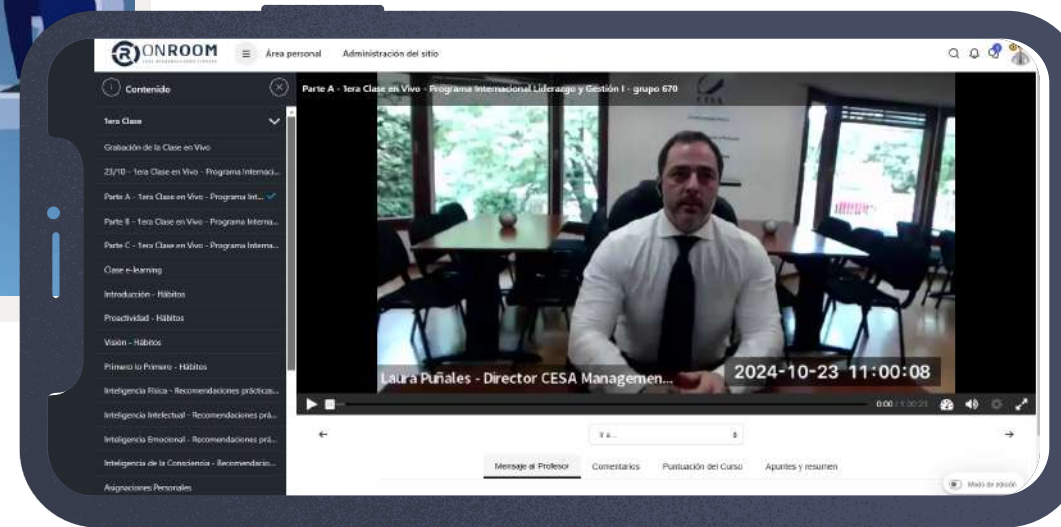 RONROOM
Área personal
Administración del sitio
Contenido
1era Clase
Grabación de la Clase en Vivo
23/10 - 1era Clase en Vivo - Programa Internaci...
Parte A - 1era Clase en Vivo - Programa Int...
Parte B - 1era Clase en Vivo - Programa Interna...
Parte C - 1era Clase en Vivo - Programa Interna...
Clase e-learning
Introducción - Hábitos
Proactividad - Hábitos
Visión - Hábitos
Primero lo Primero - Hábitos
Inteligencia Física - Recomendaciones prácticas...
Inteligencia Intelectual - Recomendaciones prá...
Inteligencia Emocional - Recomendaciones prá...
Inteligencia de la Consciencia - Recomendacio...
Asignaciones Personales
Parte A - 1era Clase en Vivo - Programa Internacional Liderazgo y Gestión I - grupo 670
CESA
Laura Puñales - Director CESA Managemen...
2024-10-23 11:00:08
0:00
Ir a...
Mensaje al Profesor
Comentarios
Puntuación del Curso
Apuntes y resumen
Modo de edición